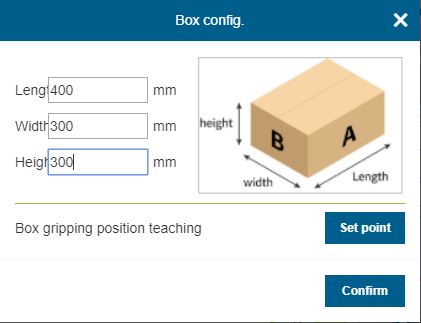 Box config.
Lengt 400 mm
Width 300 mm
Heigh 300 mm
height
B
A
width
Length
Box gripping position teaching
Set point
Confirm